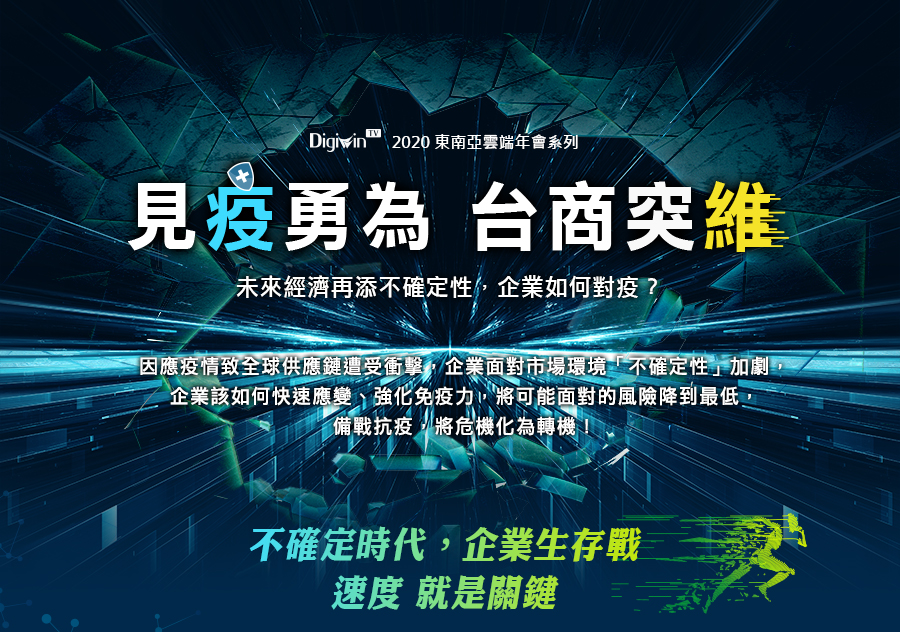 Digiwin TV 2020 東南亞雲端年會系列
見疫勇為 台商突維
未來經濟再添不確定性，企業如何對疫？
因應疫情致全球供應鏈遭受衝擊，企業面對市場環境「不確定性」加劇，
企業該如何快速應變、強化免疫力，將可能面對的風險降到最低，
備戰抗疫，將危機化為轉機！
不確定時代，企業生存戰
速度 就是關鍵